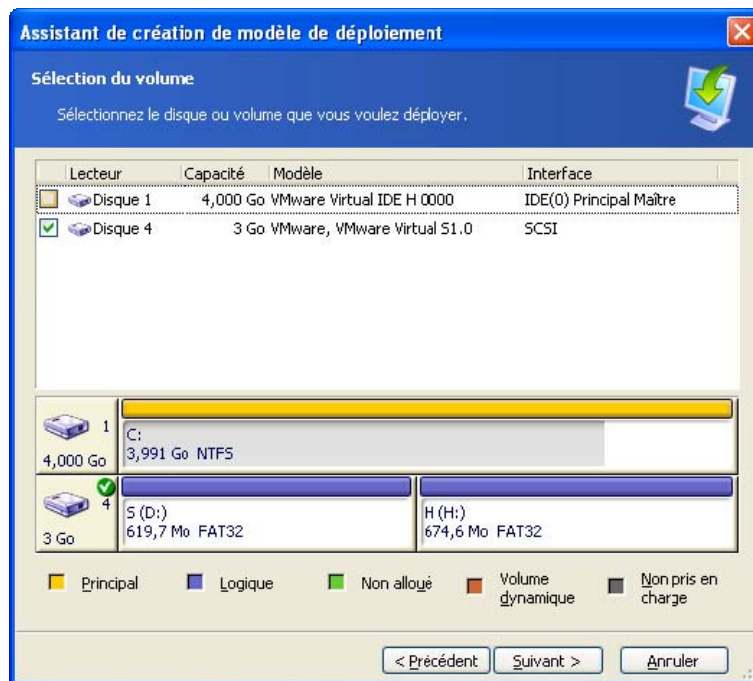 Assistant de création de modèle de déploiement
Sélection du volume
Sélectionnez le disque ou volume que vous voulez déployer.
Lecteur Capacité Modèle Interface
Disque 1 4,000 Go VMware Virtual IDE H 0000 IDE(0) Principal Maître
Disque 4 3 Go VMware, VMware Virtual S1.0 SCSI
1
4,000 Go
C:
3,991 Go NTFS
4
3 Go
S (D:)
619,7 Mo FAT32
H (H:)
674,6 Mo FAT32
Principal
Logique
Non alloué
Volume dynamique
Non pris en charge
< Précédent
Suivant >
Annuler